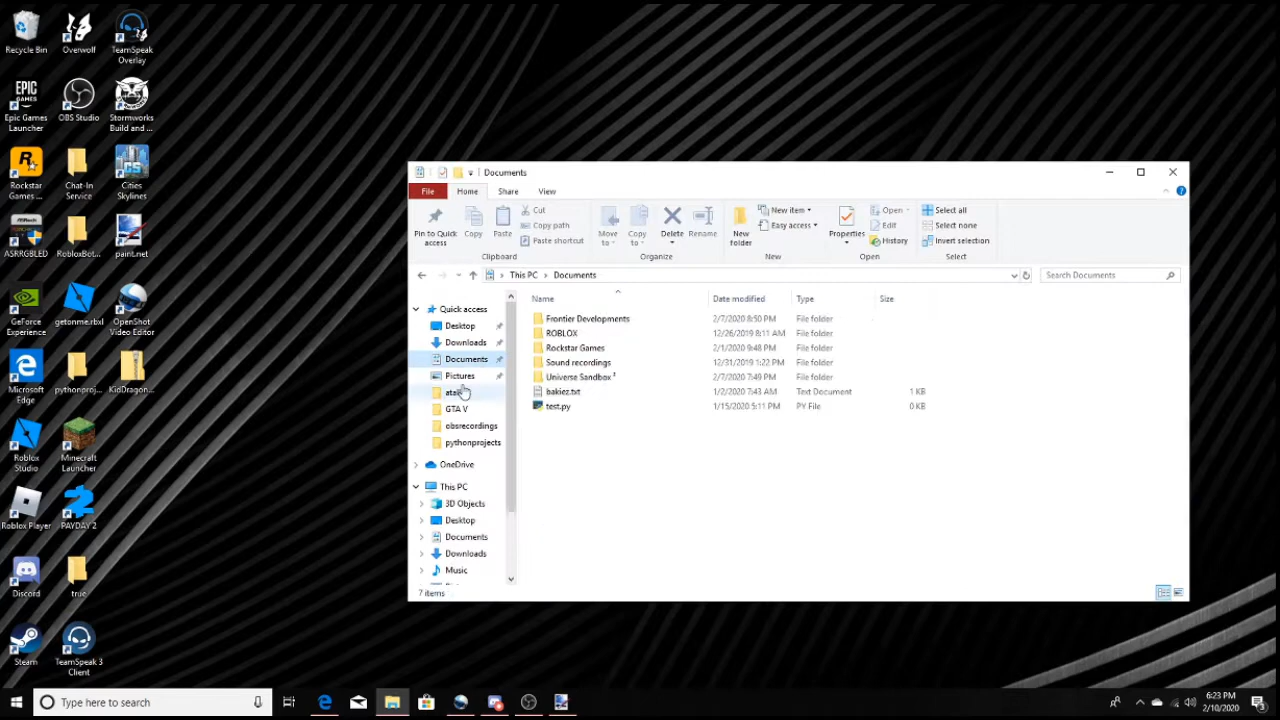 Recycle Bin
Overwolf
TeamSpeak
Overlay
EPIC
GAMES
Epic Games
Launcher
OBS Studio
Stormworks
Build and ...
Rockstar
Games ...
Chat-In
Service
Cities
Skylines
ASRRGBLED
RobloxBot...
paint.net
GeForce
Experience
getonme.rbxl
OpenShot
Video Editor
Microsoft
Edge
pythonproj...
KidDragon...
Roblox
Studio
Minecraft
Launcher
Roblox Player
PAYDAY 2
Discord
true
Steam
TeamSpeak 3
Client
Documents
File
Home
Share
View
Pin to Quick
access
Copy
Paste
Cut
Copy path
Paste shortcut
Clipboard
Move
to
Copy
to
Delete
Rename
Organize
New
folder
New item
Easy access
New
Properties
Open
Edit
History
Open
Select all
Select none
Invert selection
Select
This PC > Documents
Search Documents
Quick access
Desktop
Downloads
Documents
Pictures
GTA V
obsrecordings
pythonprojects
OneDrive
This PC
3D Objects
Desktop
Documents
Downloads
Music
Name Date modified Type Size
Frontier Developments 2/7/2020 8:50 PM File folder
ROBLOX 12/26/2019 8:11 AM File folder
Rockstar Games 2/1/2020 9:48 PM File folder
Sound recordings 12/31/2019 1:22 PM File folder
Universe Sandbox ² 2/7/2020 7:49 PM File folder
bakiez.txt 1/2/2020 7:43 AM Text Document 1 KB
test.py 1/15/2020 5:11 PM PY File 0 KB
7 items
Type here to search
6:23 PM
2/10/2020